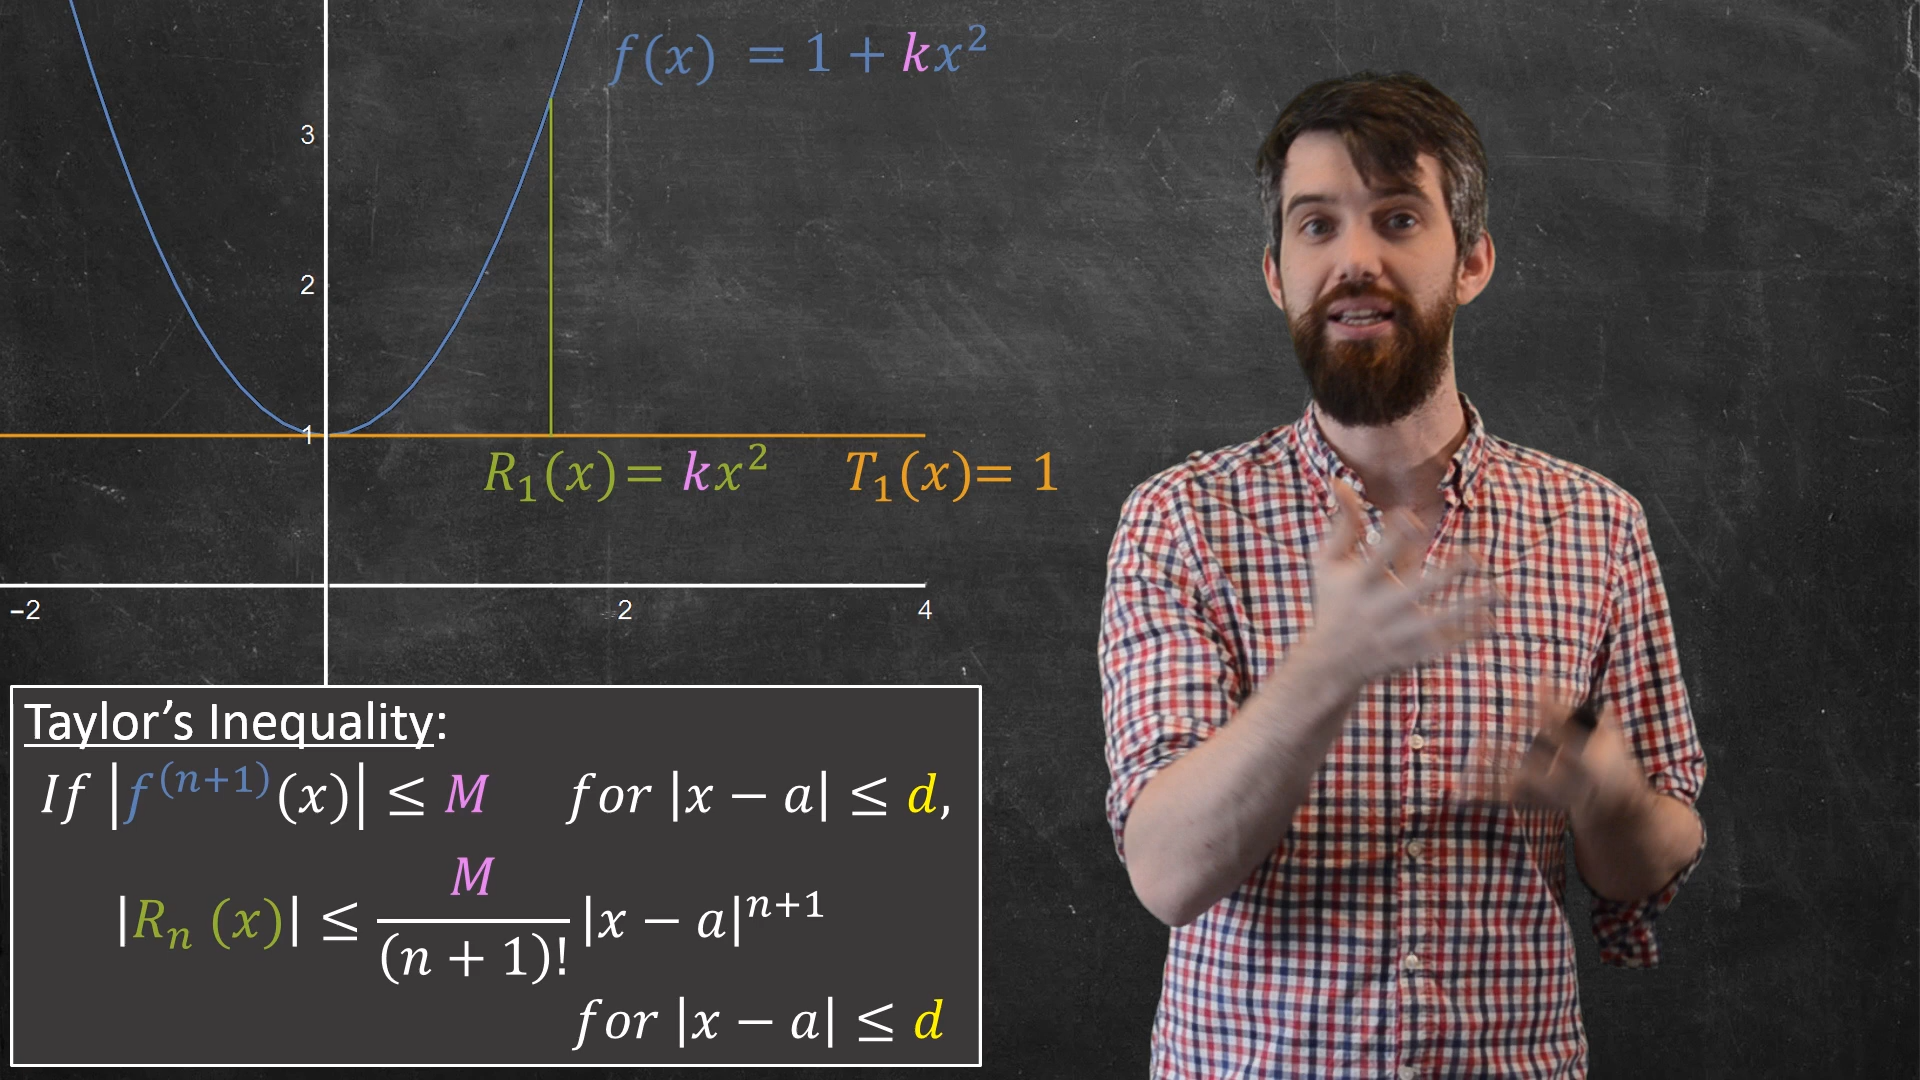 f(x) = 1 + kx²
3
2
1
R₁(x) = kx² T₁(x) = 1
−2 2 4
Taylor’s Inequality:
If |f⁽ⁿ⁺¹⁾(x)| ≤ M for |x − a| ≤ d,
|Rₙ (x)| ≤ M/(n + 1)! |x − a|ⁿ⁺¹
for |x − a| ≤ d